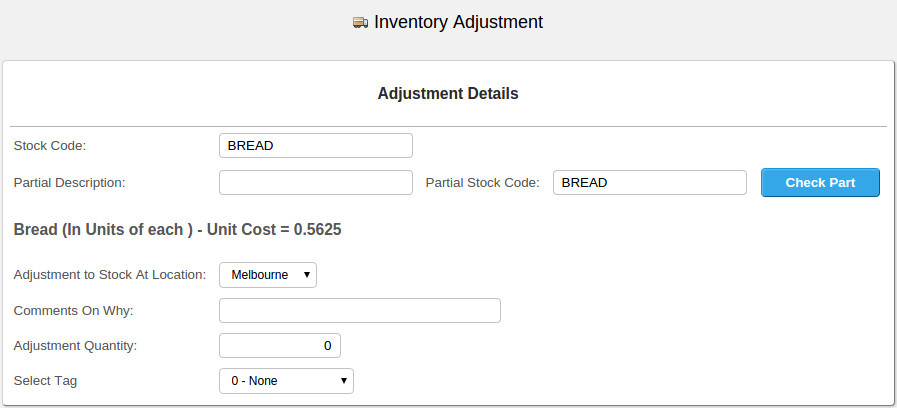 Inventory Adjustment
Adjustment Details
Stock Code: BREAD
Partial Description: Partial Stock Code: BREAD Check Part
Bread (In Units of each ) - Unit Cost = 0.5625
Adjustment to Stock At Location: Melbourne
Comments On Why:
Adjustment Quantity: 0
Select Tag 0 - None